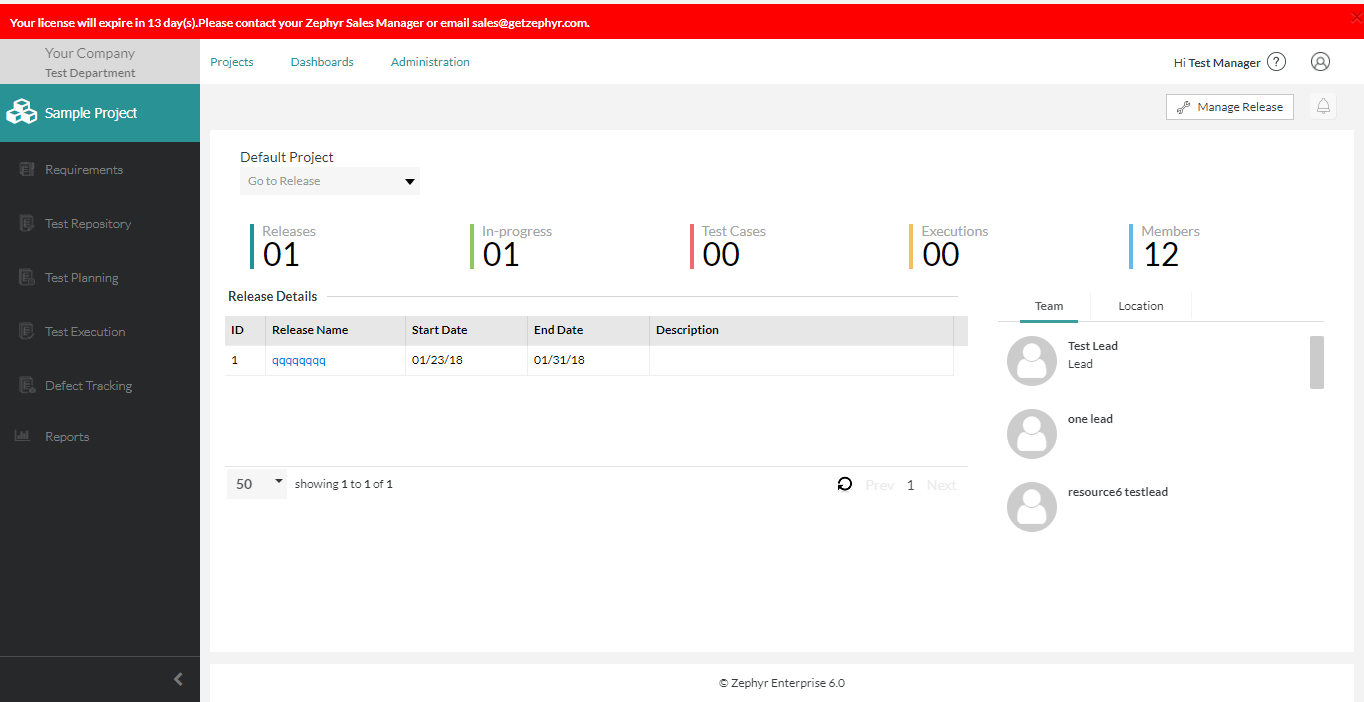 Your license will expire in 13 day(s).Please contact your Zephyr Sales Manager or email sales@getzephyr.com.
Your Company
Test Department
Projects Dashboards Administration
Hi Test Manager ?
Sample Project
Manage Release
Requirements
Test Repository
Test Planning
Test Execution
Defect Tracking
Reports
Default Project
Go to Release
Releases
01
In-progress
01
Test Cases
00
Executions
00
Members
12
Release Details
ID Release Name Start Date End Date Description
1 qqqqqqqq 01/23/18 01/31/18
50 showing 1 to 1 of 1 Prev 1 Next
Team Location
Test Lead
Lead
one lead
resource6 testlead
© Zephyr Enterprise 6.0